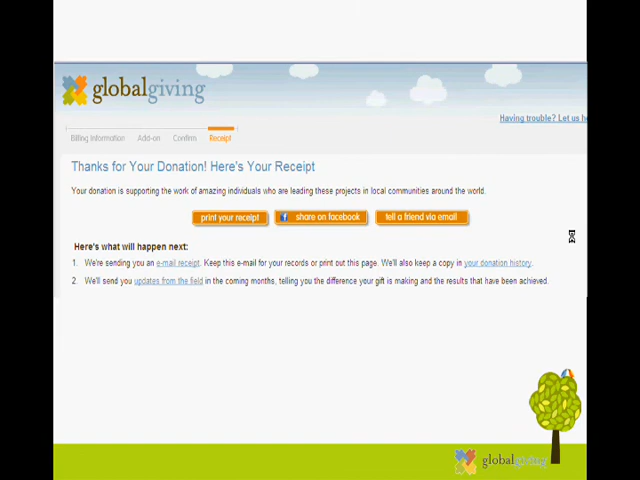 globalgiving
Having trouble? Let us he
Billing Information Add-on Confirm Receipt
Thanks for Your Donation! Here's Your Receipt
Your donation is supporting the work of amazing individuals who are leading these projects in local communities around the world.
print your receipt share on facebook tell a friend via email
Here's what will happen next:
1. We're sending you an e-mail receipt. Keep this e-mail for your records or print out this page. We'll also keep a copy in your donation history.
2. We'll send you updates from the field in the coming months, telling you the difference your gift is making and the results that have been achieved.
globalgiving